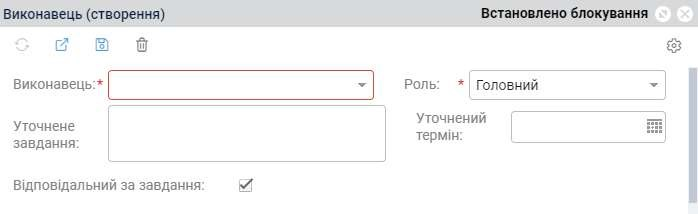 Виконавець (створення) Встановлено блокування
Виконавець:* Роль: * Головний
Уточнене завдання:
Уточнений термін:
Відповідальний за завдання: